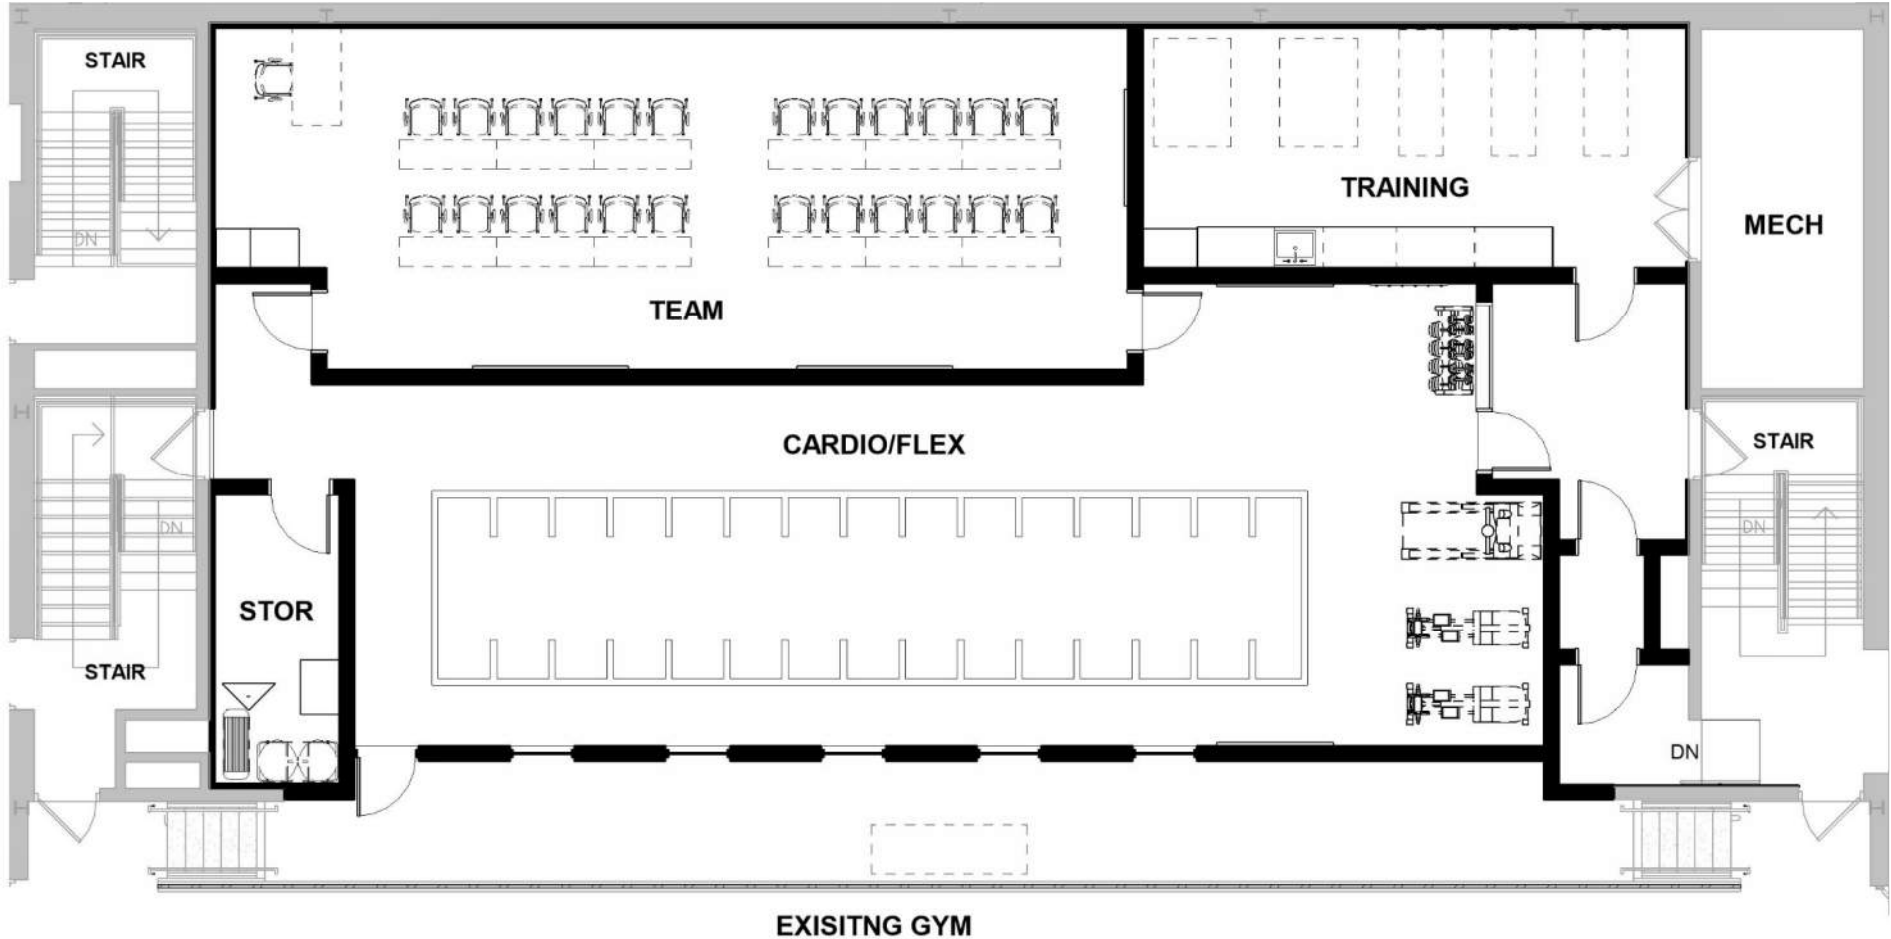 STAIR
TRAINING
MECH
DN
TEAM
CARDIO/FLEX
STAIR
DN
DN
STOR
STAIR
DN
EXISITNG GYM